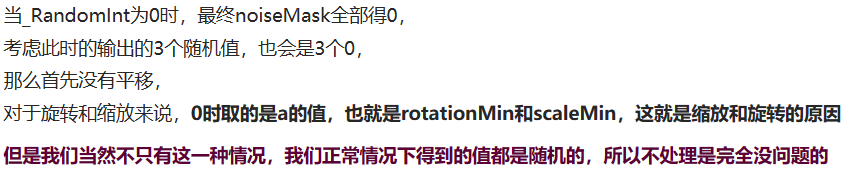 当_RandomInt为0时，最终noiseMask全部得0，
考虑此时的输出的3个随机值，也会是3个0，
那么首先没有平移，
对于旋转和缩放来说，0时取的是a的值，也就是rotationMin和scaleMin，这就是缩放和旋转的原因
但是我们当然不只有这一种情况，我们正常情况下得到的值都是随机的，所以不处理是完全没问题的